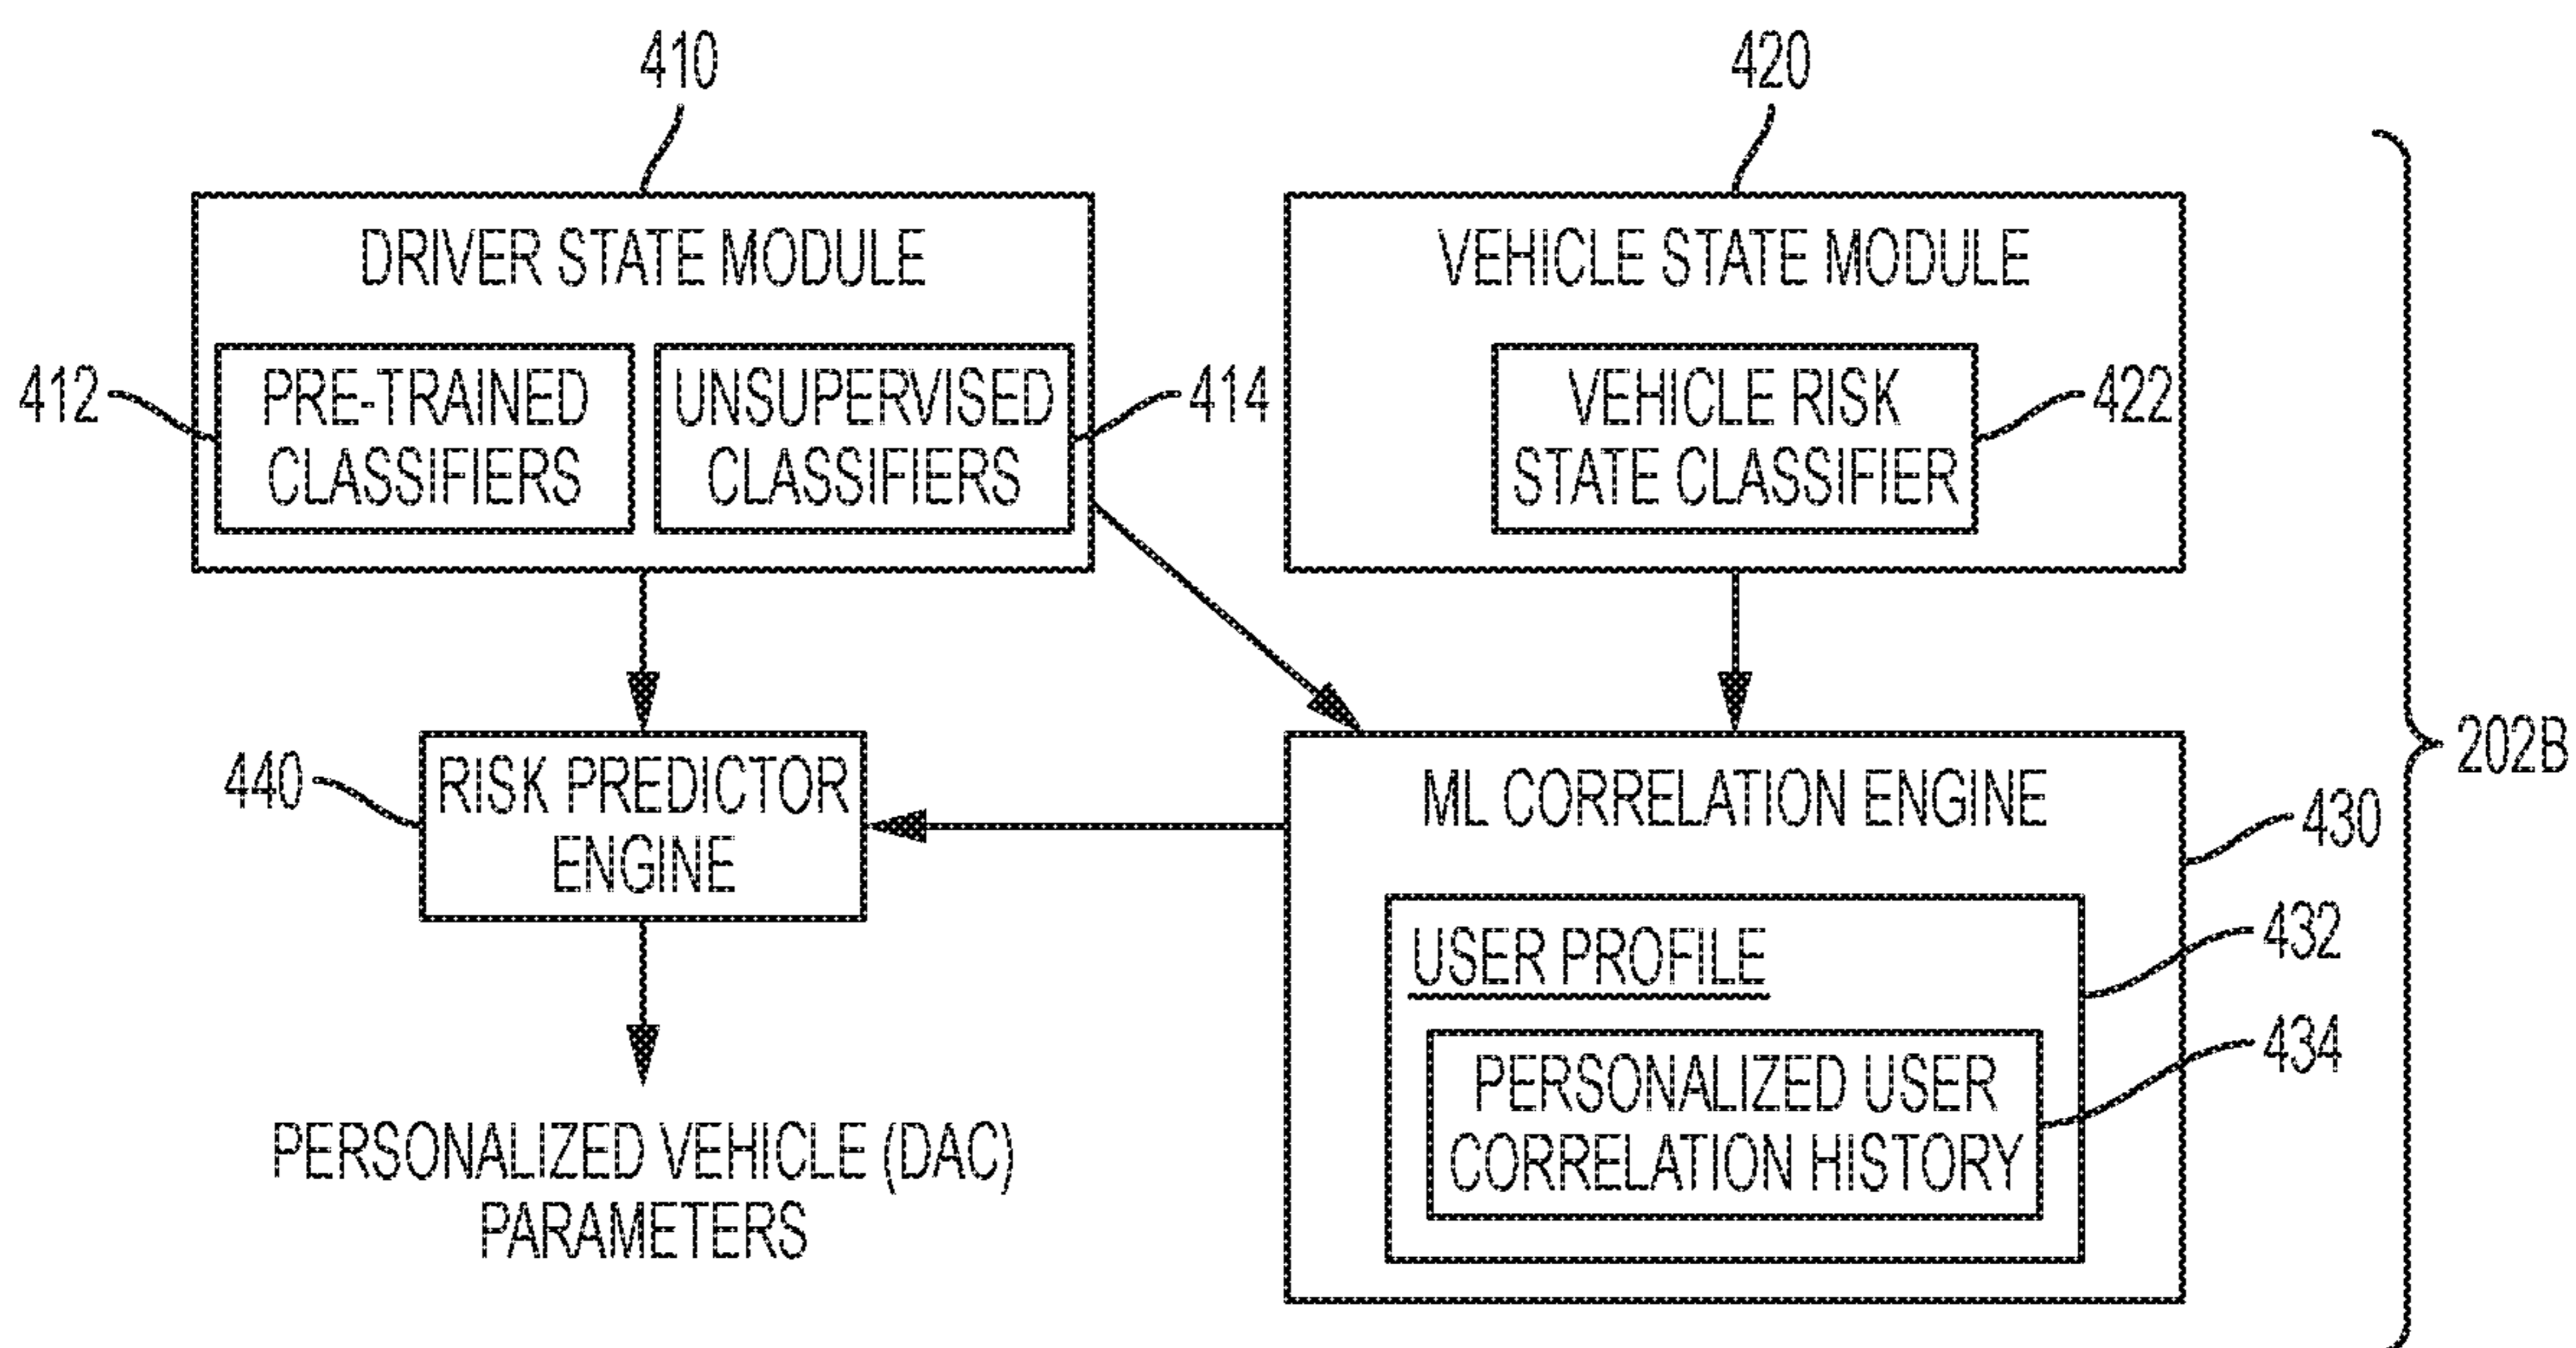 410
420
DRIVER STATE MODULE
VEHICLE STATE MODULE
412
PRE-TRAINED
CLASSIFIERS
UNSUPERVISED
CLASSIFIERS
414
VEHICLE RISK
STATE CLASSIFIER
422
202B
440
RISK PREDICTOR
ENGINE
ML CORRELATION ENGINE
430
USER PROFILE
432
PERSONALIZED USER
CORRELATION HISTORY
434
PERSONALIZED VEHICLE (DAC)
PARAMETERS